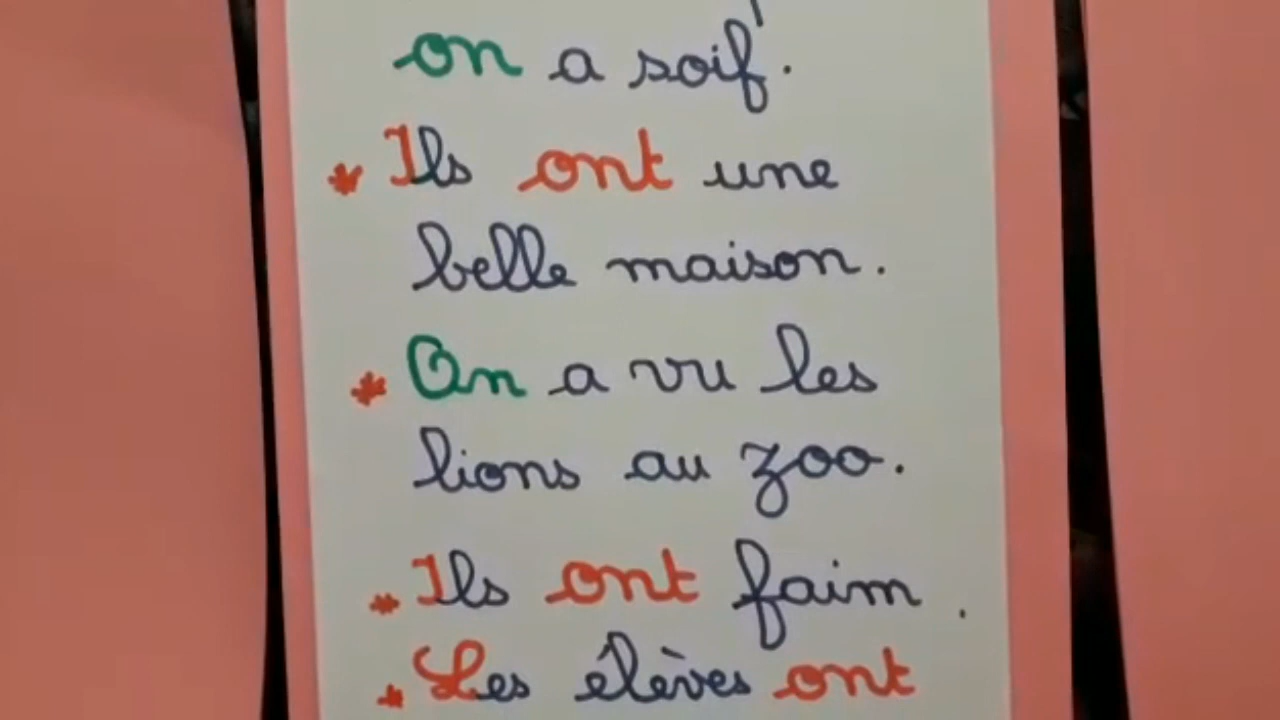 on a soif.
* Ils ont une
belle maison.
* On a vu les
lions au zoo.
* Ils ont faim.
* Les élèves ont